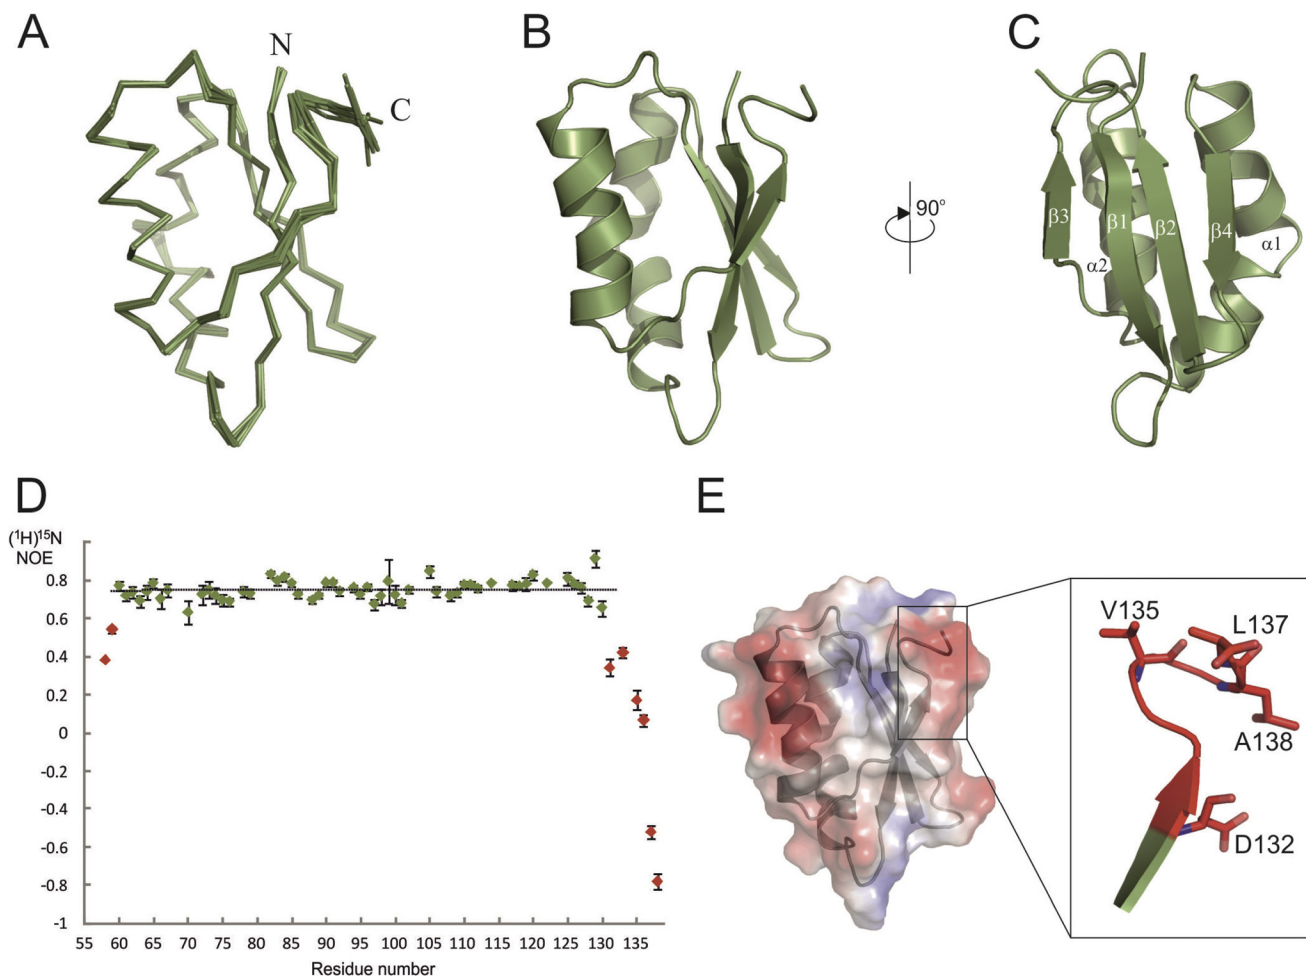 A
B
C
N
C
90°
β3
β1
β2
β4
α2
α1
D
E
(¹H)¹⁵N
NOE
0.8
0.6
0.4
0.2
0
-0.2
-0.4
-0.6
-0.8
-1
55 60 65 70 75 80 85 90 95 100 105 110 115 120 125 130 135
Residue number
V135
L137
A138
D132